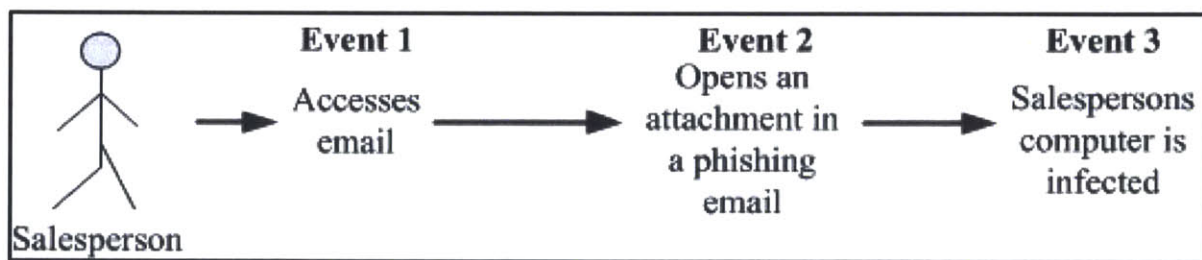 Salesperson
Event 1
Accesses
email
Event 2
Opens an
attachment in
a phishing
email
Event 3
Salespersons
computer is
infected